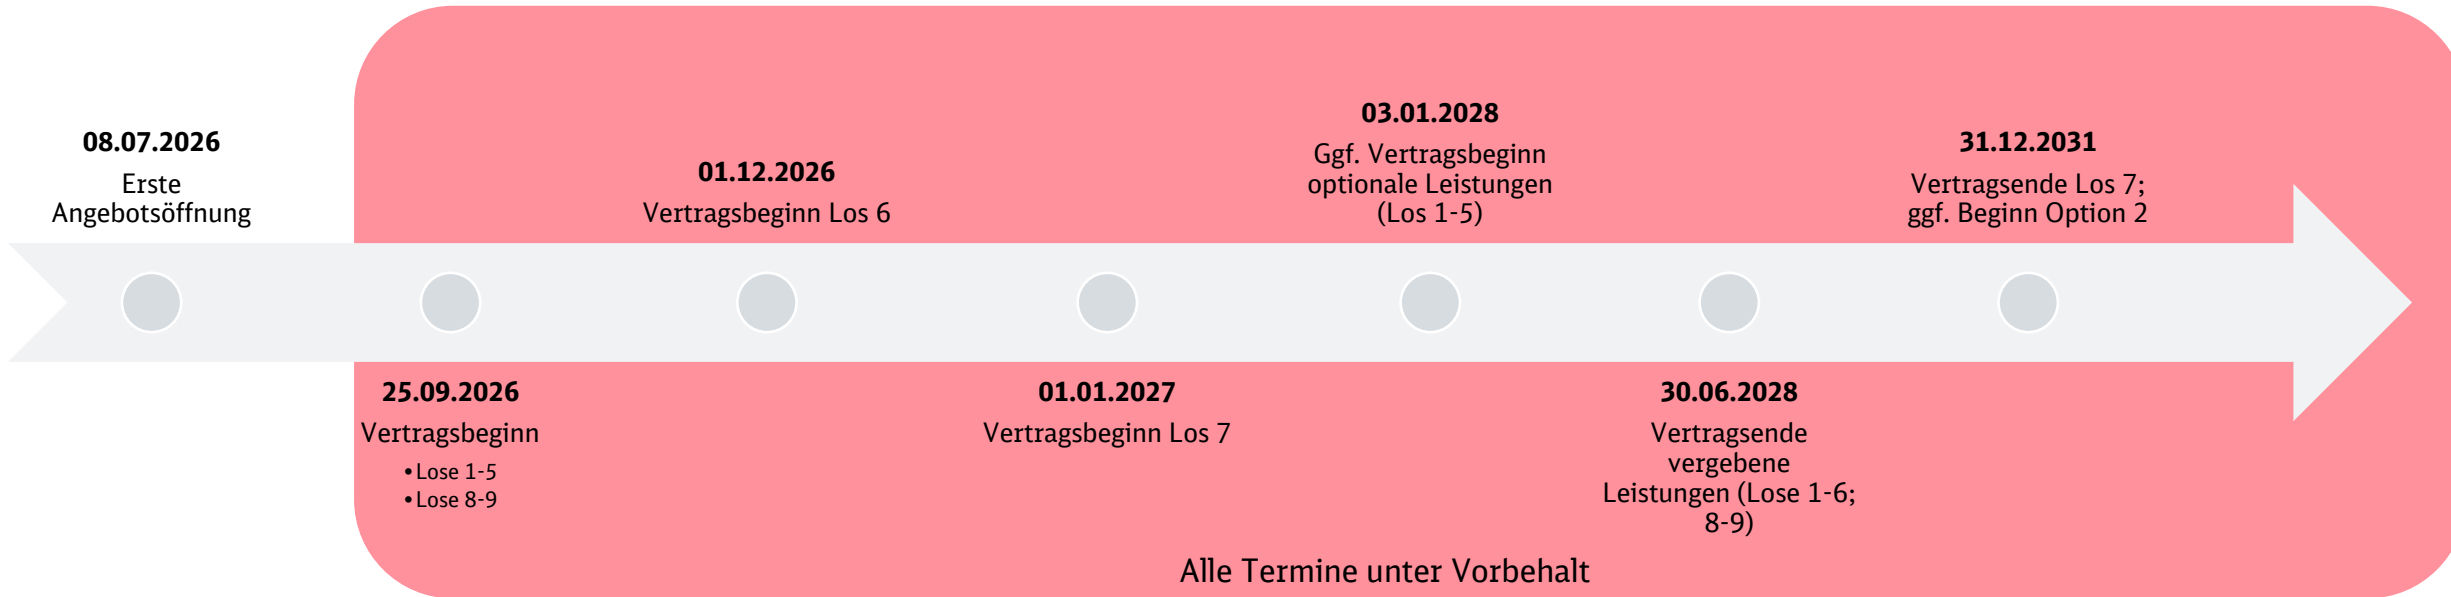 08.07.2026
Erste
Angebotsöffnung
25.09.2026
Vertragsbeginn
• Lose 1-5
• Lose 8-9
01.12.2026
Vertragsbeginn Los 6
01.01.2027
Vertragsbeginn Los 7
03.01.2028
Ggf. Vertragsbeginn
optionale Leistungen
(Los 1-5)
30.06.2028
Vertragsende
vergebene
Leistungen (Lose 1-6;
8-9)
31.12.2031
Vertragsende Los 7;
ggf. Beginn Option 2
Alle Termine unter Vorbehalt